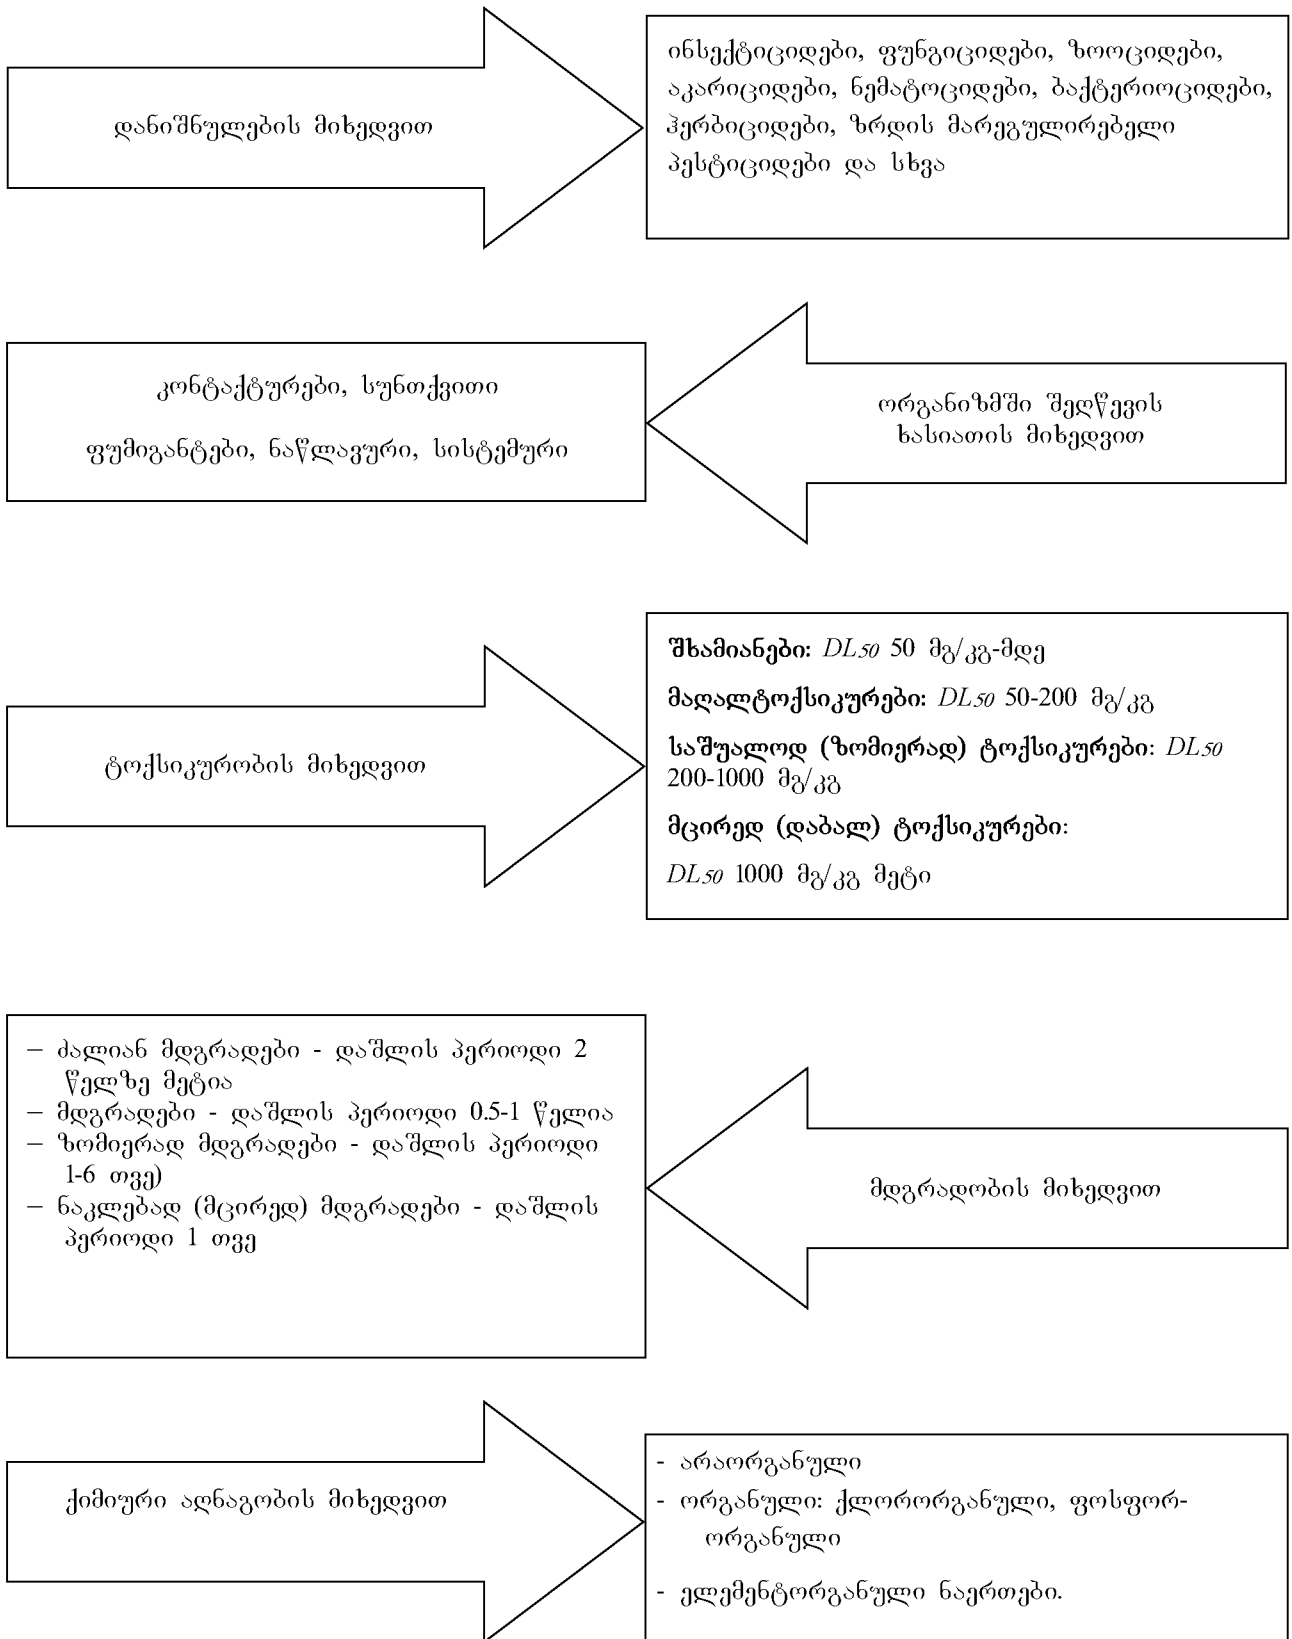 დანიშნულების მიხედვით
ინსექტიციდები, ფუნგიციდები, ზოოციდები,
აკარიციდები, ნემატოციდები, ბაქტერიოციდები,
ჰერბიციდები, ზრდის მარეგულირებელი
პესტიციდები და სხვა
კონტაქტურები, სუნთქვითი
ფუმიგანტები, ნაწლავური, სისტემური
ორგანიზმში შეღწევის
ხასიათის მიხედვით
ტოქსიკურობის მიხედვით
შხამიანები: DL50 50 მგ/კგ-მდე
მაღალტოქსიკურები: DL50 50-200 მგ/კგ
საშუალოდ (ზომიერად) ტოქსიკურები: DL50
200-1000 მგ/კგ
მცირედ (დაბალ) ტოქსიკურები:
DL50 1000 მგ/კგ მეტი
– ძალიან მდგრადები - დაშლის პერიოდი 2
წელზე მეტია
– მდგრადები - დაშლის პერიოდი 0.5-1 წელია
– ზომიერად მდგრადები - დაშლის პერიოდი
1-6 თვე)
– ნაკლებად (მცირედ) მდგრადები - დაშლის
პერიოდი 1 თვე
მდგრადობის მიხედვით
ქიმიური აღნაგობის მიხედვით
- არაორგანული
- ორგანული: ქლორორგანული, ფოსფორ-
ორგანული
- ელემენტორგანული ნაერთები.